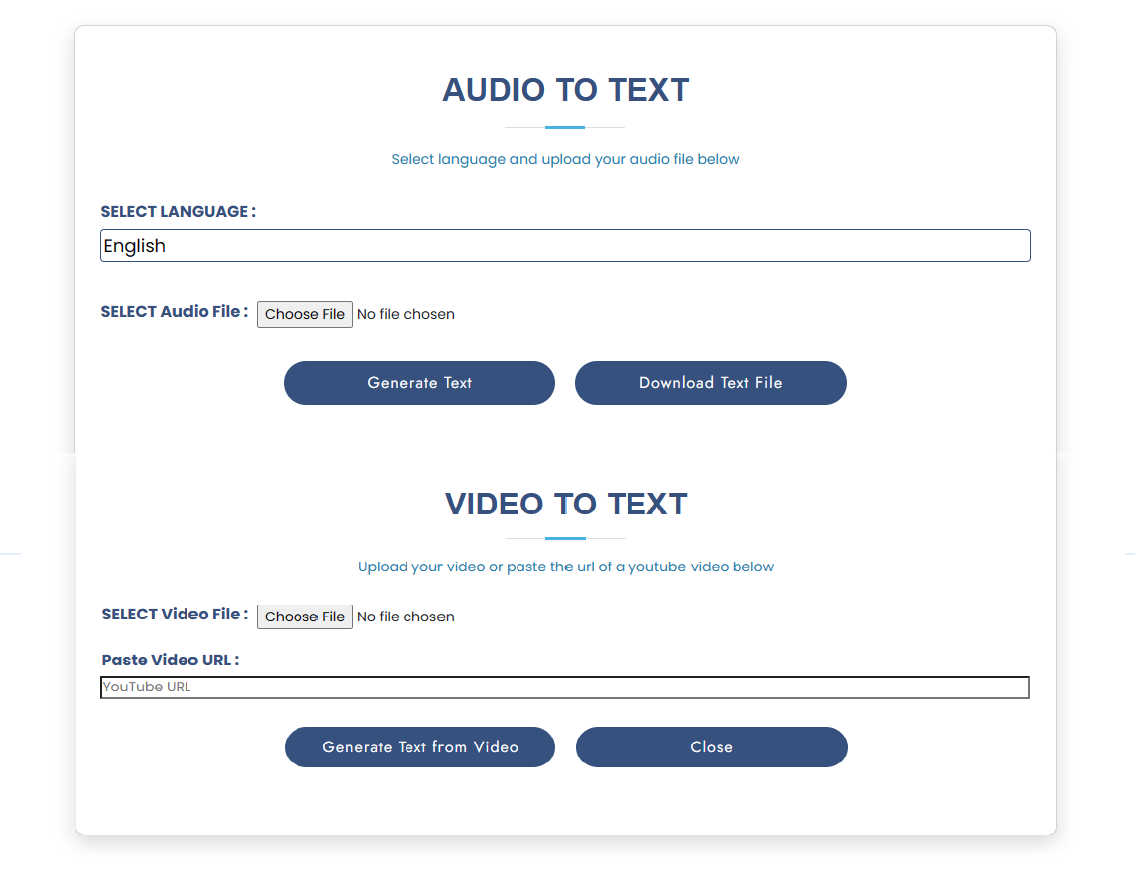 AUDIO TO TEXT
Select language and upload your audio file below
SELECT LANGUAGE :
English
SELECT Audio File : Choose File No file chosen
Generate Text Download Text File
VIDEO TO TEXT
Upload your video or paste the url of a youtube video below
SELECT Video File : Choose File No file chosen
Paste Video URL :
YouTube URL
Generate Text from Video Close